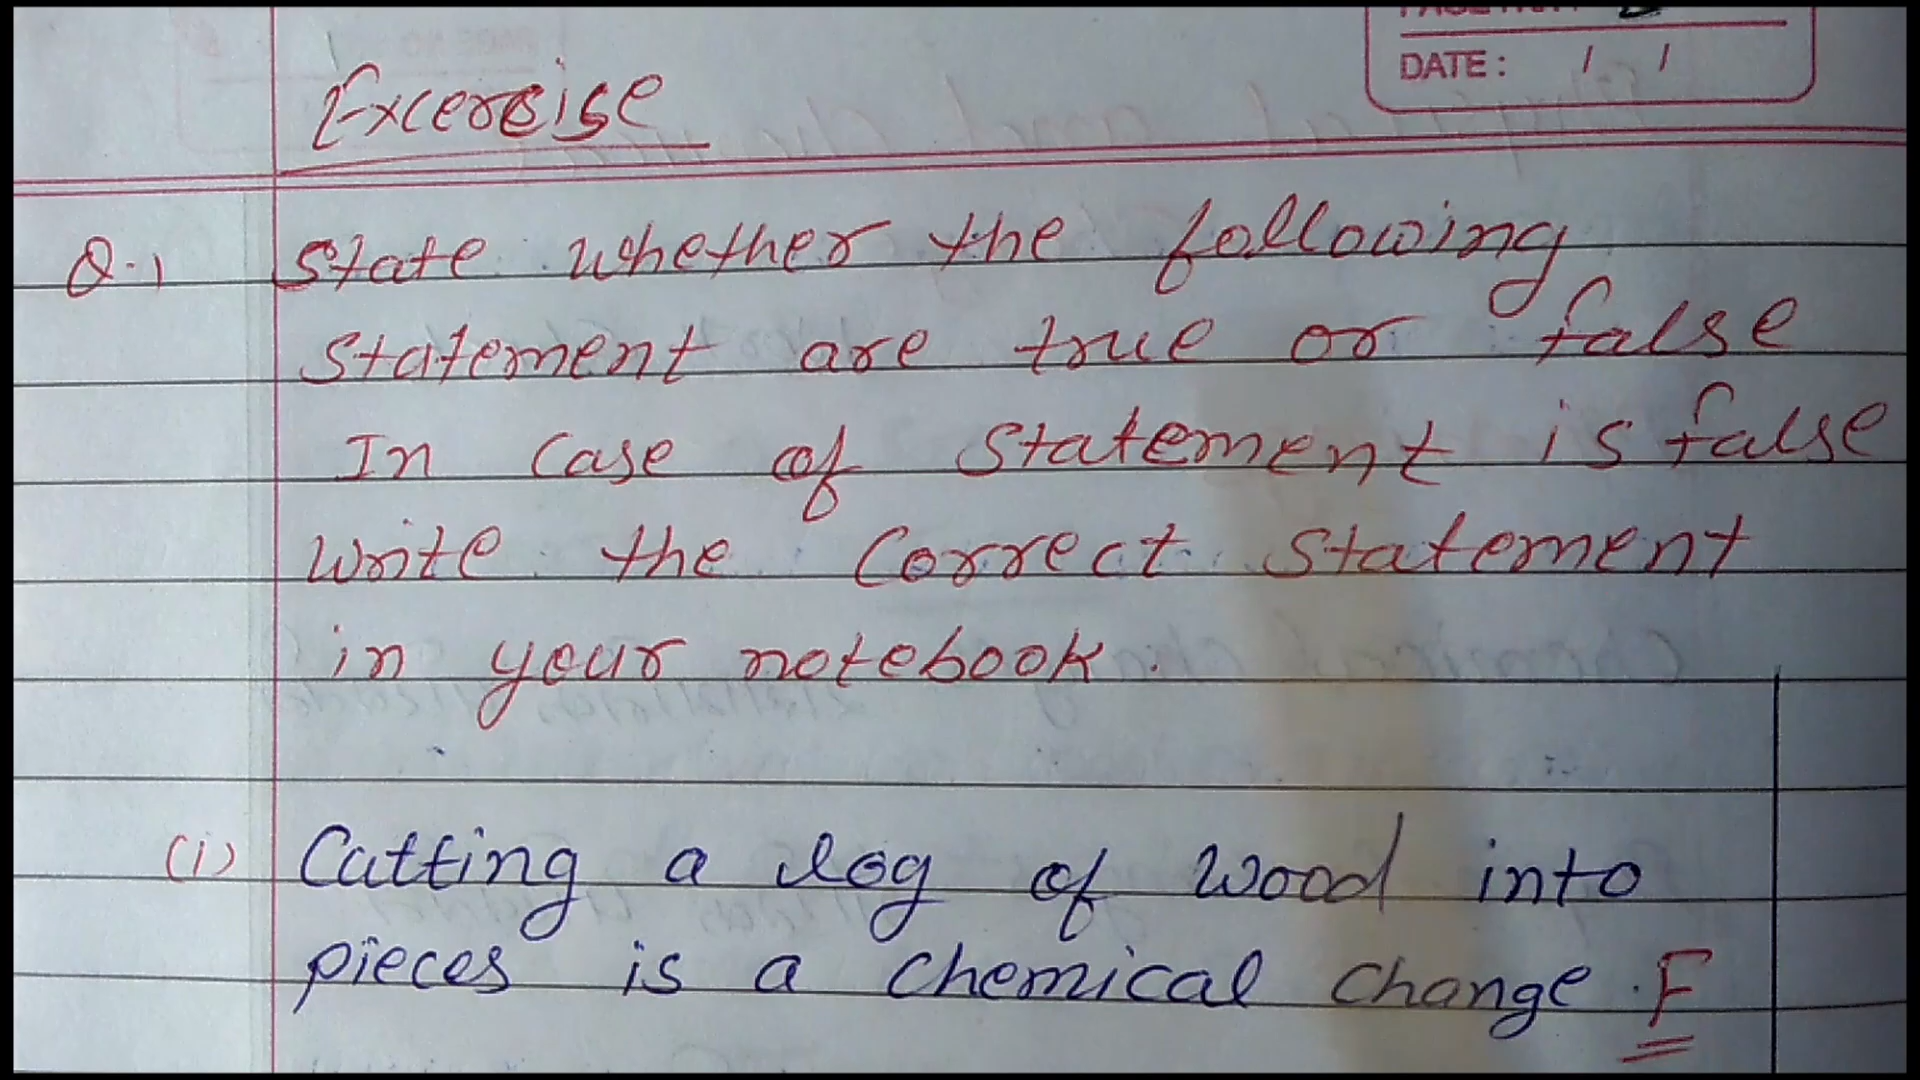 DATE: / /
Excercise
Q.1 State whether the following
statement are true or false
In case of statement is false
write the correct statement
in your notebook.
(i) Cutting a log of wood into
pieces is a chemical change. F